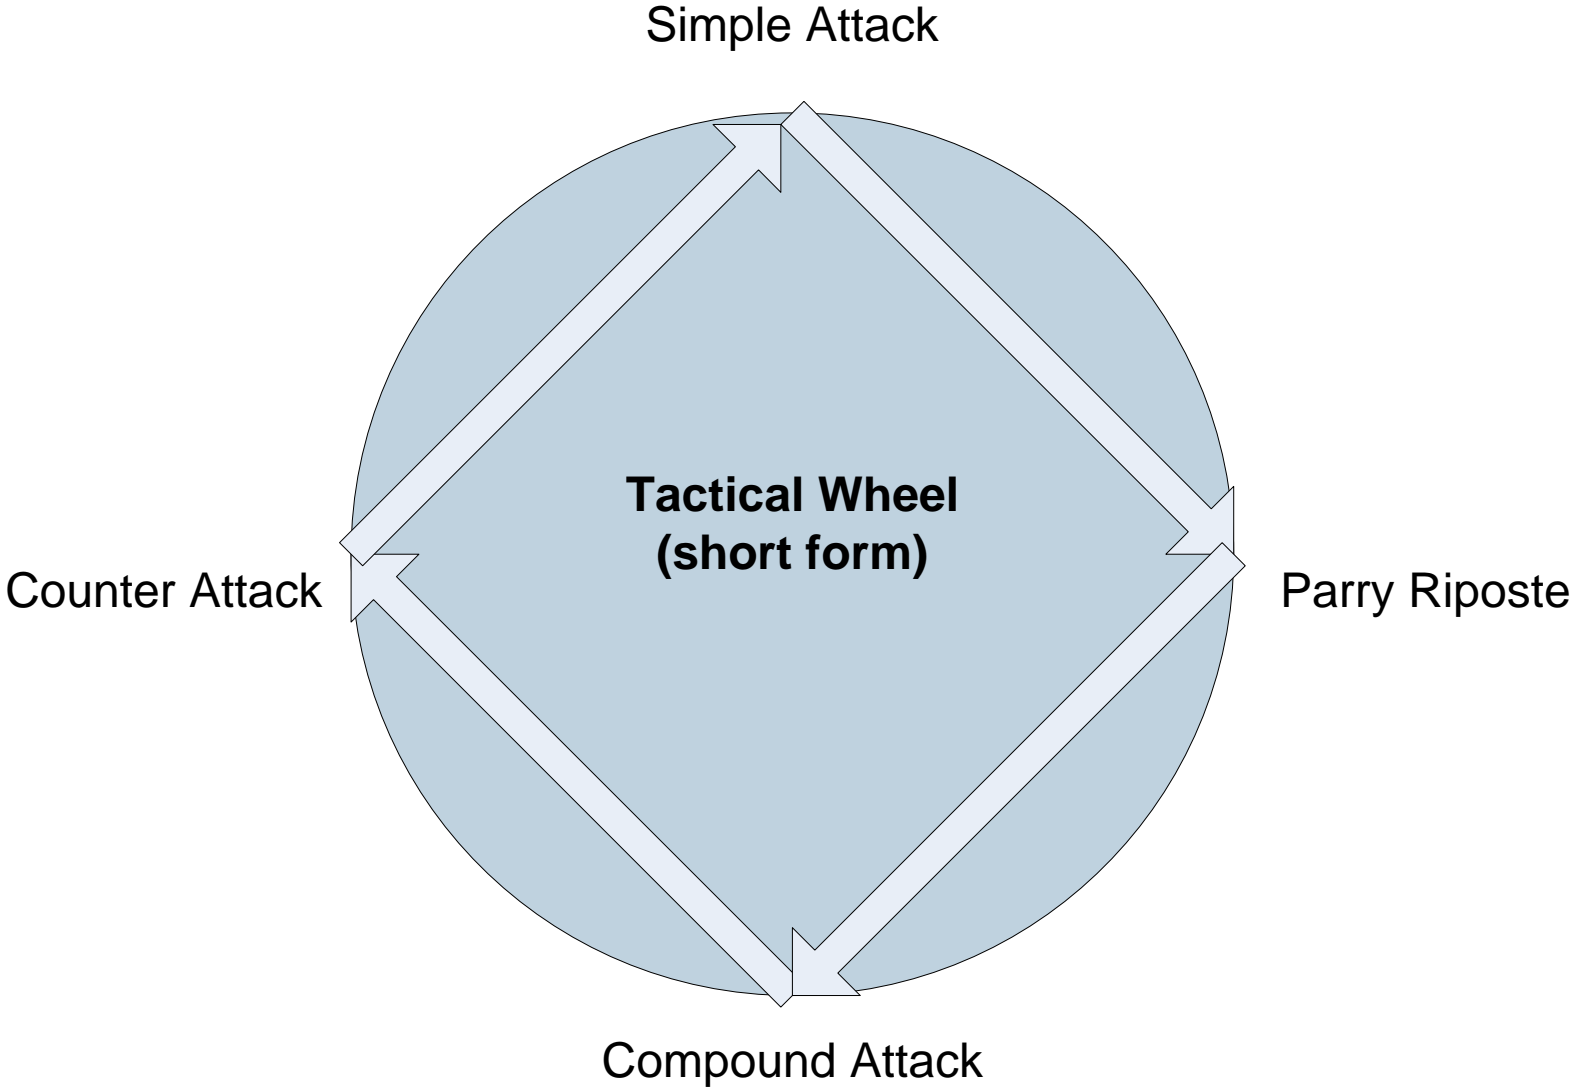 Simple Attack
Tactical Wheel
(short form)
Counter Attack
Parry Riposte
Compound Attack